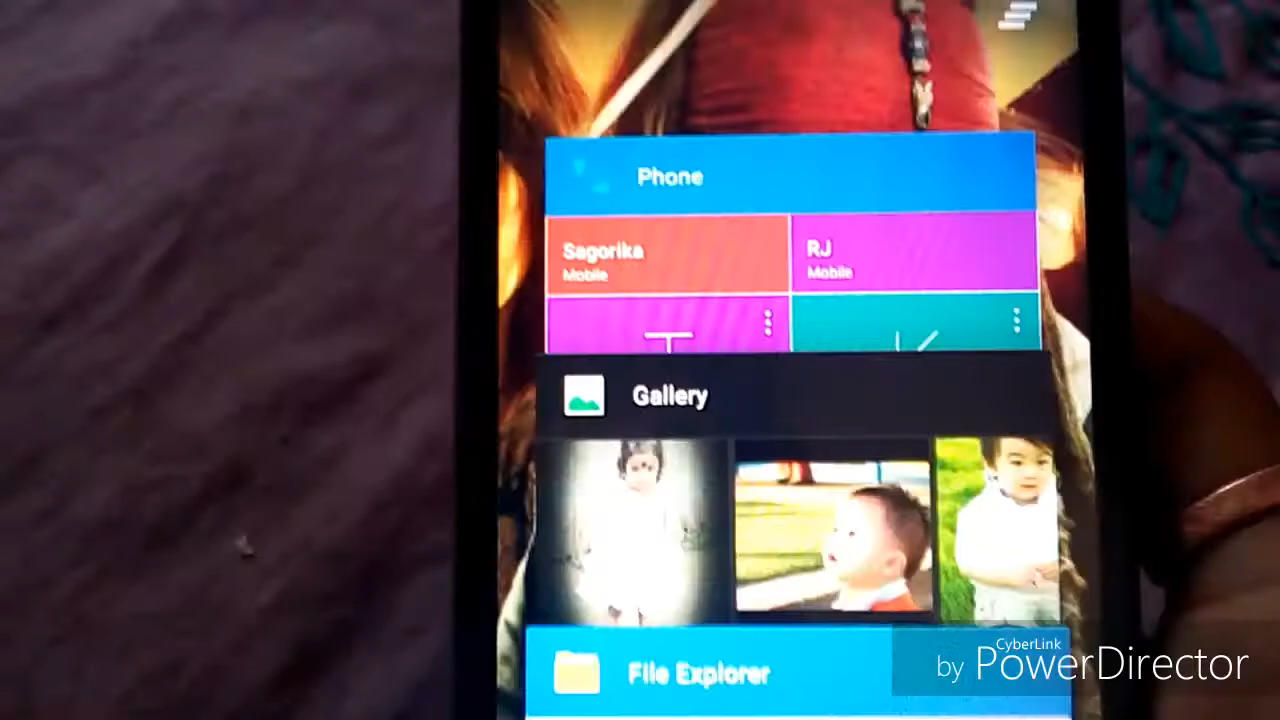 Phone
Sagorika
Mobile
RJ
Mobile
T
K
Gallery
File Explorer
CyberLink
by PowerDirector